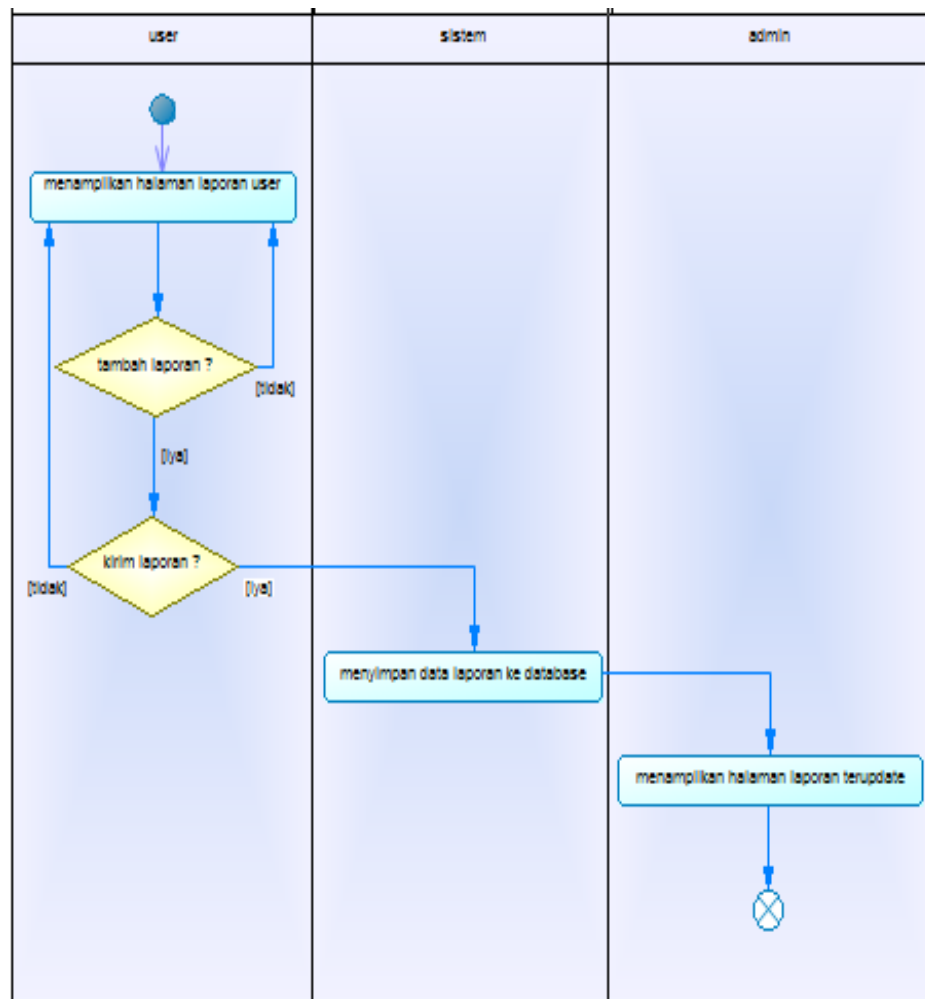 user
sistem
admin
menampilkan halaman laporan user
tambah laporan ?
[tidak]
[iya]
kirim laporan ?
[tidak]
[iya]
menyimpan data laporan ke database
menampilkan halaman laporan terupdate